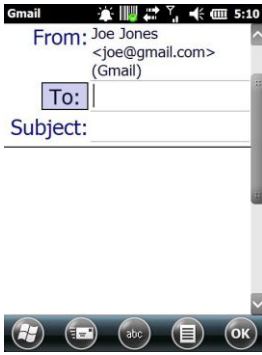 Gmail 5:10
From: Joe Jones
<joe@gmail.com>
(Gmail)
To:
Subject:
abc OK